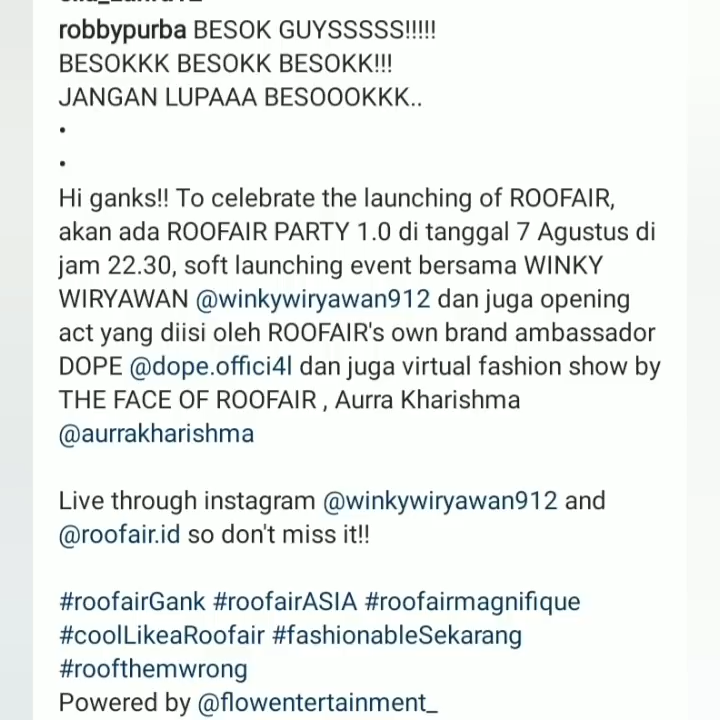 robbypurba BESOK GUYSSSSS!!!!!
BESOKKK BESOKK BESOKK!!!
JANGAN LUPAAA BESOOOKKK..
•
•
Hi ganks!! To celebrate the launching of ROOFAIR,
akan ada ROOFAIR PARTY 1.0 di tanggal 7 Agustus di
jam 22.30, soft launching event bersama WINKY
WIRYAWAN @winkywiryawan912 dan juga opening
act yang diisi oleh ROOFAIR's own brand ambassador
DOPE @dope.offici4l dan juga virtual fashion show by
THE FACE OF ROOFAIR , Aurra Kharishma
@aurrakharishma
Live through instagram @winkywiryawan912 and
@roofair.id so don't miss it!!
#roofairGank #roofairASIA #roofairmagnifique
#coolLikeaRoofair #fashionableSekarang
#roofthemwrong
Powered by @flowentertainment_